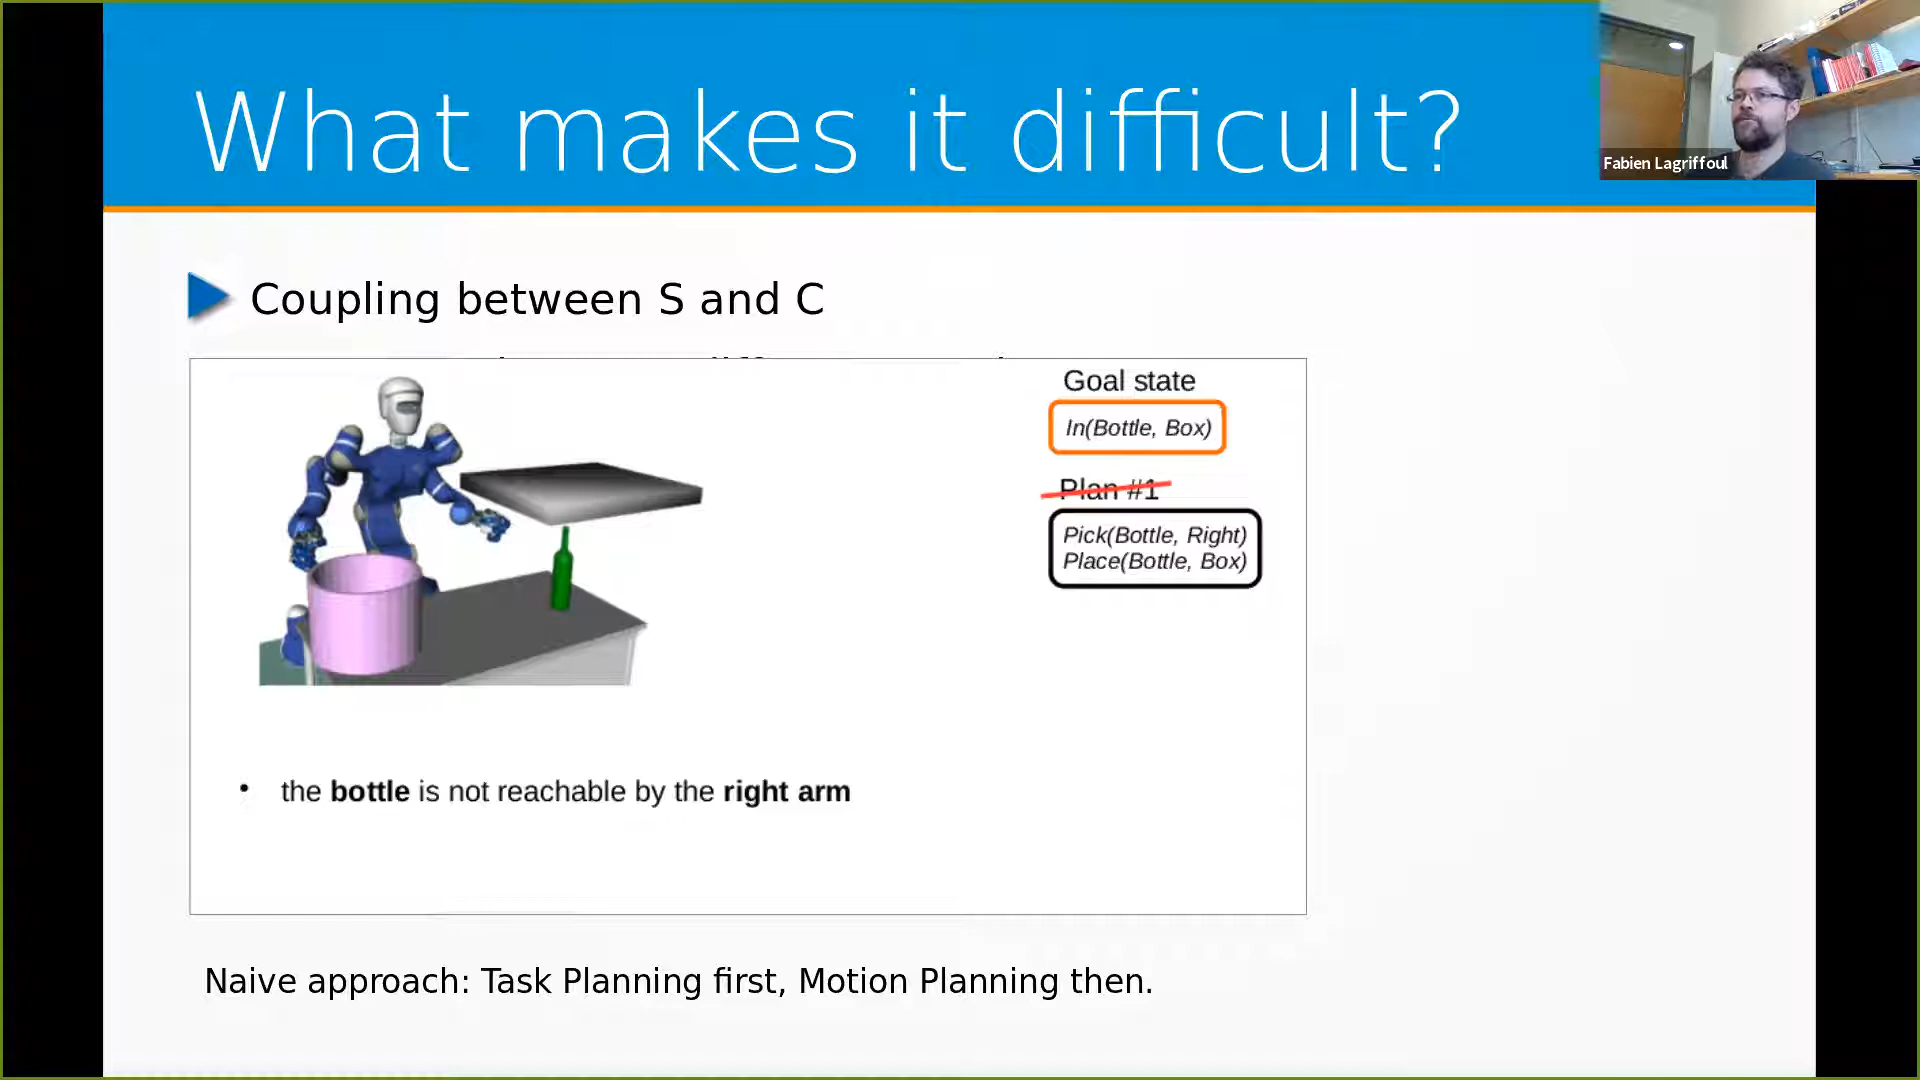 What makes it difficult?
Fabien Lagriffoul
Coupling between S and C
Goal state
In(Bottle, Box)
Plan #1
Pick(Bottle, Right)
Place(Bottle, Box)
• the bottle is not reachable by the right arm
Naive approach: Task Planning first, Motion Planning then.